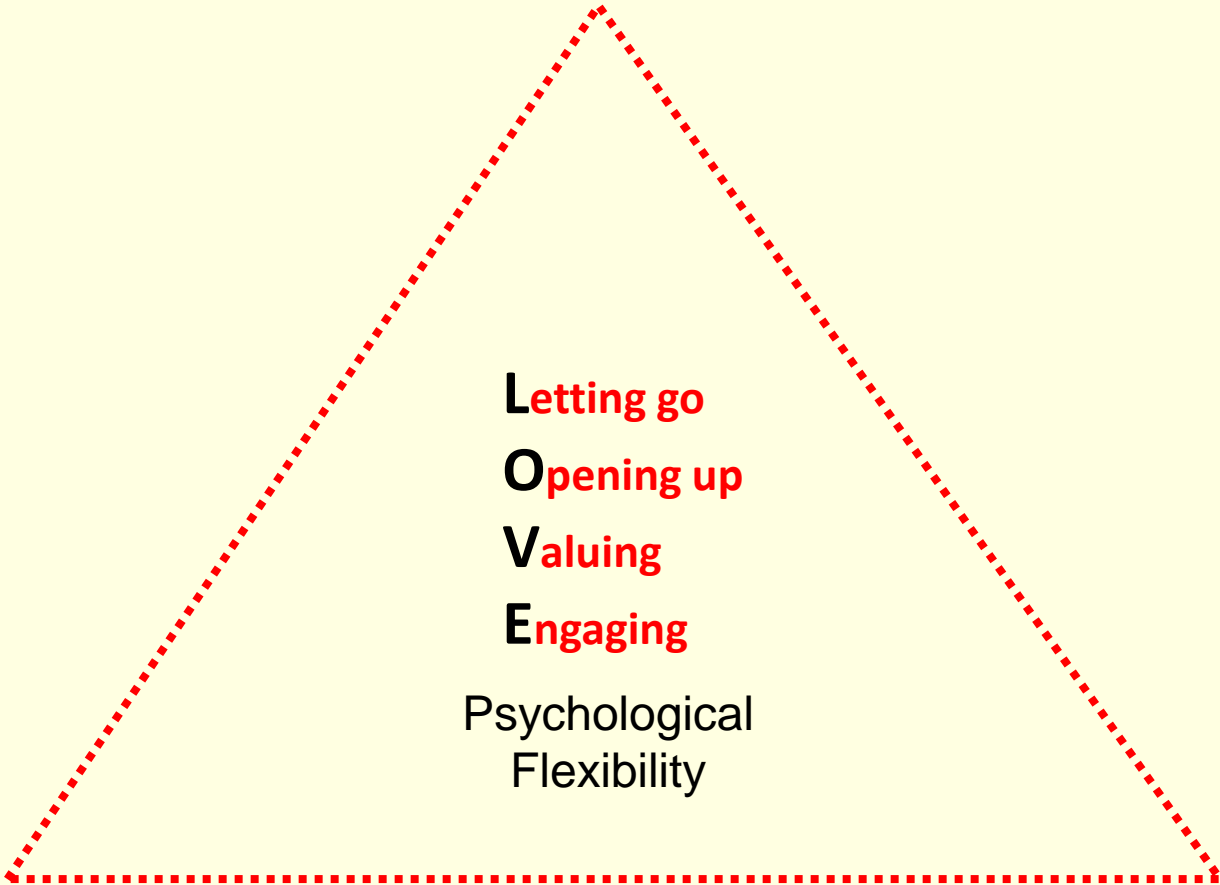 Letting go
Opening up
Valuing
Engaging
Psychological
Flexibility